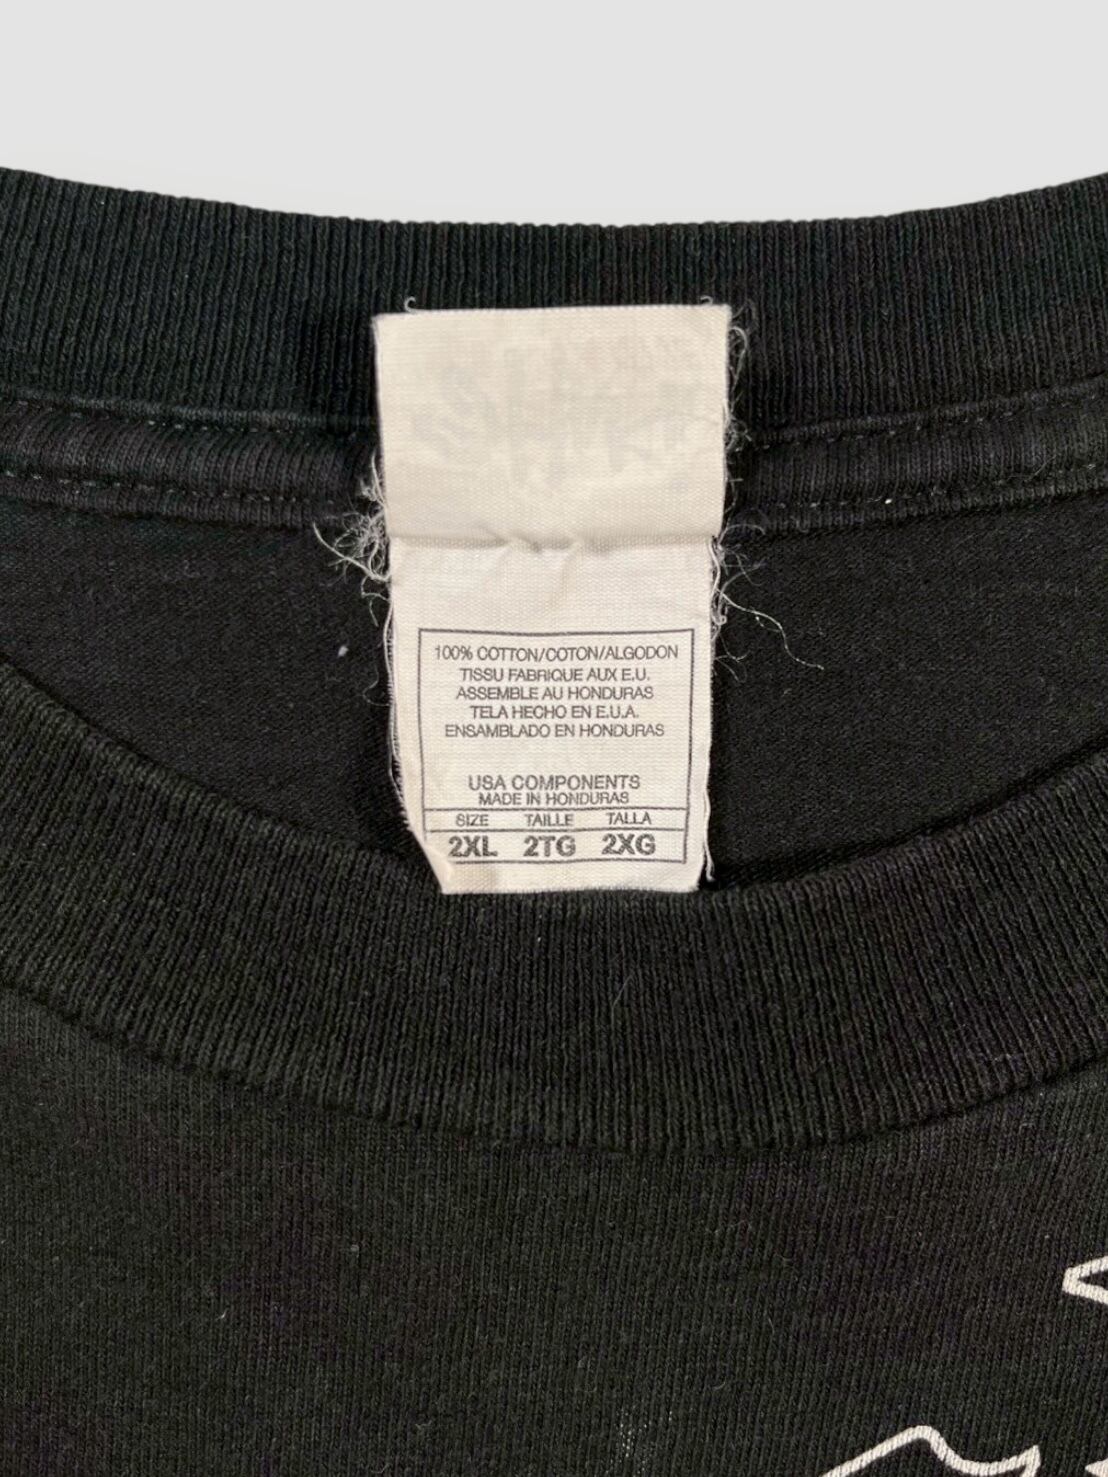 100% COTTON/COTON/ALGODON
TISSU FABRIQUE AUX E.U.
ASSEMBLE AU HONDURAS
TELA HECHO EN E.U.A.
ENSAMBLADO EN HONDURAS
USA COMPONENTS
MADE IN HONDURAS
SIZE TAILLE TALLA
2XL 2TG 2XG